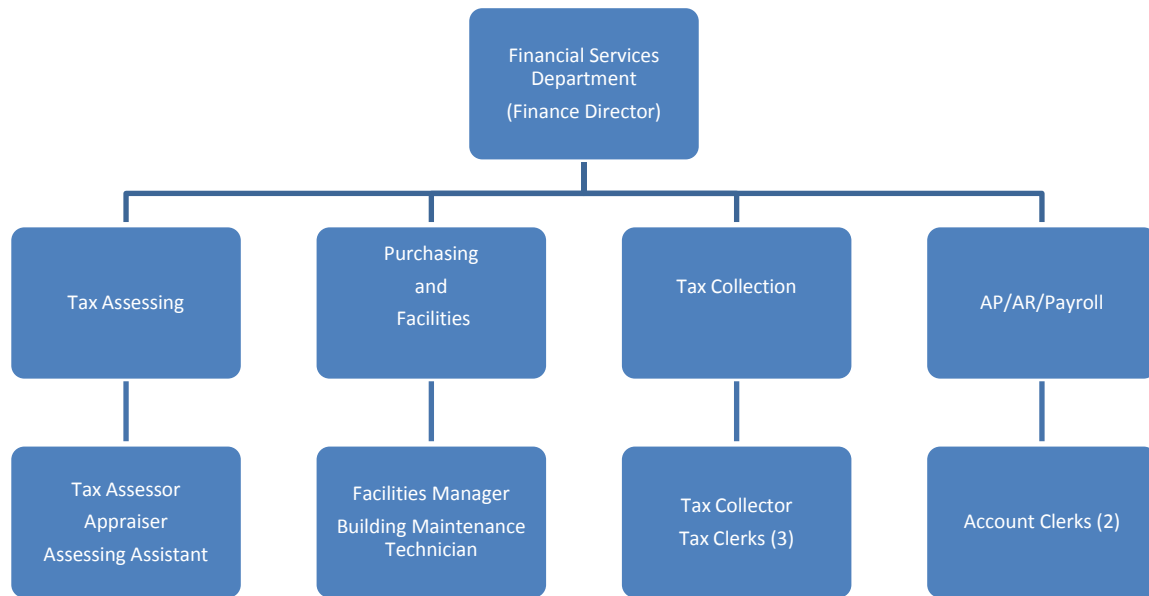 Financial Services
Department
(Finance Director)
Tax Assessing
Purchasing
and
Facilities
Tax Collection
AP/AR/Payroll
Tax Assessor
Appraiser
Assessing Assistant
Facilities Manager
Building Maintenance
Technician
Tax Collector
Tax Clerks (3)
Account Clerks (2)